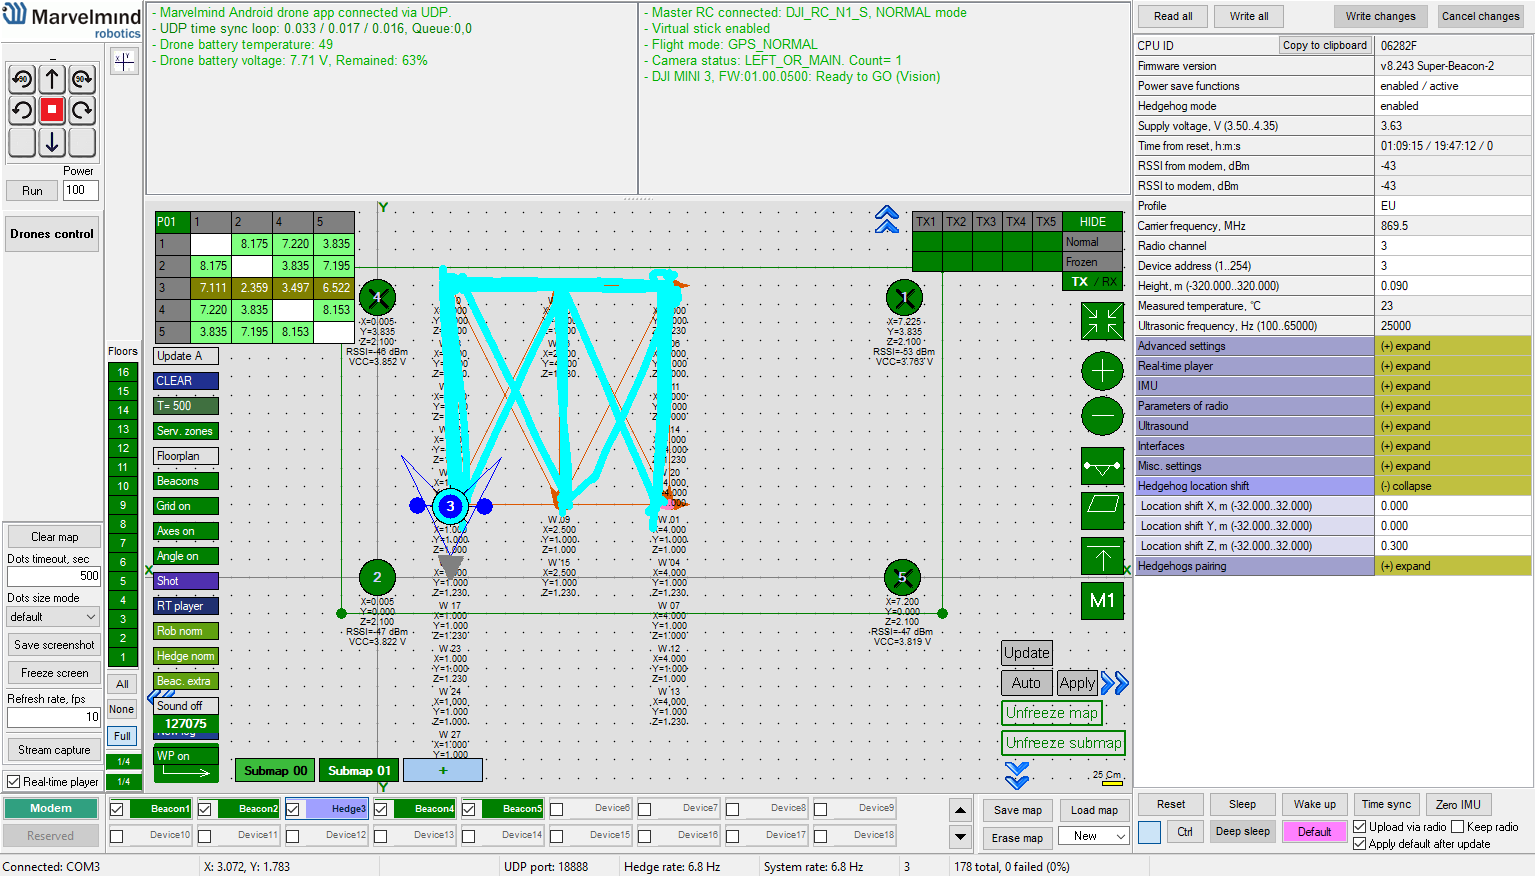 Marvelmind
robotics
- Marvelmind Android drone app connected via UDP.
- UDP time sync loop: 0.033 / 0.017 / 0.016, Queue:0,0
- Drone battery temperature: 49
- Drone battery voltage: 7.71 V, Remained: 63%
- Master RC connected: DJI_RC_N1_S, NORMAL mode
- Virtual stick enabled
- Flight mode: GPS_NORMAL
- Camera status: LEFT_OR_MAIN. Count= 1
- DJI MINI 3, FW:01.00.0500: Ready to GO (Vision)
Read all Write all Write changes Cancel changes
CPU ID Copy to clipboard 06282F
Firmware version v8.243 Super-Beacon-2
Power save functions enabled / active
Hedgehog mode enabled
Supply voltage, V (3.50..4.35) 3.63
Time from reset, h:m:s 01:09:15 / 19:47:12 / 0
RSSI from modem, dBm -43
RSSI to modem, dBm -43
Profile EU
Carrier frequency, MHz 869.5
Radio channel 3
Device address (1..254) 3
Height, m (-320.000..320.000) 0.090
Measured temperature, °C 23
Ultrasonic frequency, Hz (100..65000) 25000
Advanced settings (+) expand
Real-time player (+) expand
IMU (+) expand
Parameters of radio (+) expand
Ultrasound (+) expand
Interfaces (+) expand
Misc. settings (+) expand
Hedgehog location shift (-) collapse
Location shift X, m (-32.000..32.000) 0.000
Location shift Y, m (-32.000..32.000) 0.000
Location shift Z, m (-32.000..32.000) 0.300
Hedgehogs pairing (+) expand
90 90
Power
Run 100
Drones control
P01 1 2 4 5
1 8.175 7.220 3.835
2 8.175 3.835 7.195
3 7.111 2.359 3.497 6.522
4 7.220 3.835 8.153
5 3.835 7.195 8.153
Y
TX1 TX2 TX3 TX4 TX5 HIDE
Normal
Frozen
TX / RX
4
X=0.005
Y=3.835
Z=2.100
RSSI=-46 dBm
VCC=3.852 V
1
X=7.225
Y=3.835
Z=2.100
RSSI=-53 dBm
VCC=3.763 V
3
2
X=0.005
Y=0.000
Z=2.100
RSSI=-47 dBm
VCC=3.822 V
5
X=7.200
Y=0.000
Z=2.100
RSSI=-47 dBm
VCC=3.819 V
W 09
X=2.500
Y=1.000
Z=1.000
W 15
X=2.500
Y=1.000
Z=1.230
W 01
X=4.000
Y=1.000
Z=1.000
W 04
X=4.000
Y=1.000
Z=1.230
W 07
X=4.000
Y=1.000
Z=1.230
W 12
X=4.000
Y=1.000
Z=1.000
W 13
X=4.000
Y=1.000
Z=1.230
W 17
X=1.000
Y=1.000
Z=1.230
W 23
X=1.000
Y=1.000
Z=1.230
W 24
X=1.000
Y=1.000
Z=1.000
W 27
X=1.000
Y=1.000
X X
Y
Floors
16
15
14
13
12
11
10
9
8
7
6
5
4
3
2
1
All
None
Full
1/4
1/4
Update A
CLEAR
T= 500
Serv. zones
Floorplan
Beacons
Grid on
Axes on
Angle on
Shot
RT player
Rob norm
Hedge norm
Beac. extra
Sound off
127075
WP on
Clear map
Dots timeout, sec
500
Dots size mode
default
Save screenshot
Freeze screen
Refresh rate, fps
10
Stream capture
Real-time player
M1
Update
Auto Apply
Unfreeze map
Unfreeze submap
25 Cm
Submap 00 Submap 01 +
Modem Beacon1 Beacon2 Hedge3 Beacon4 Beacon5 Device6 Device7 Device8 Device9
Reserved Device10 Device11 Device12 Device13 Device14 Device15 Device16 Device17 Device18
Save map Load map
Erase map New
Reset Sleep Wake up Time sync Zero IMU
Ctrl Deep sleep Default Upload via radio Keep radio
Apply default after update
Connected: COM3 X: 3.072, Y: 1.783 UDP port: 18888 Hedge rate: 6.8 Hz System rate: 6.8 Hz 3 178 total, 0 failed (0%)